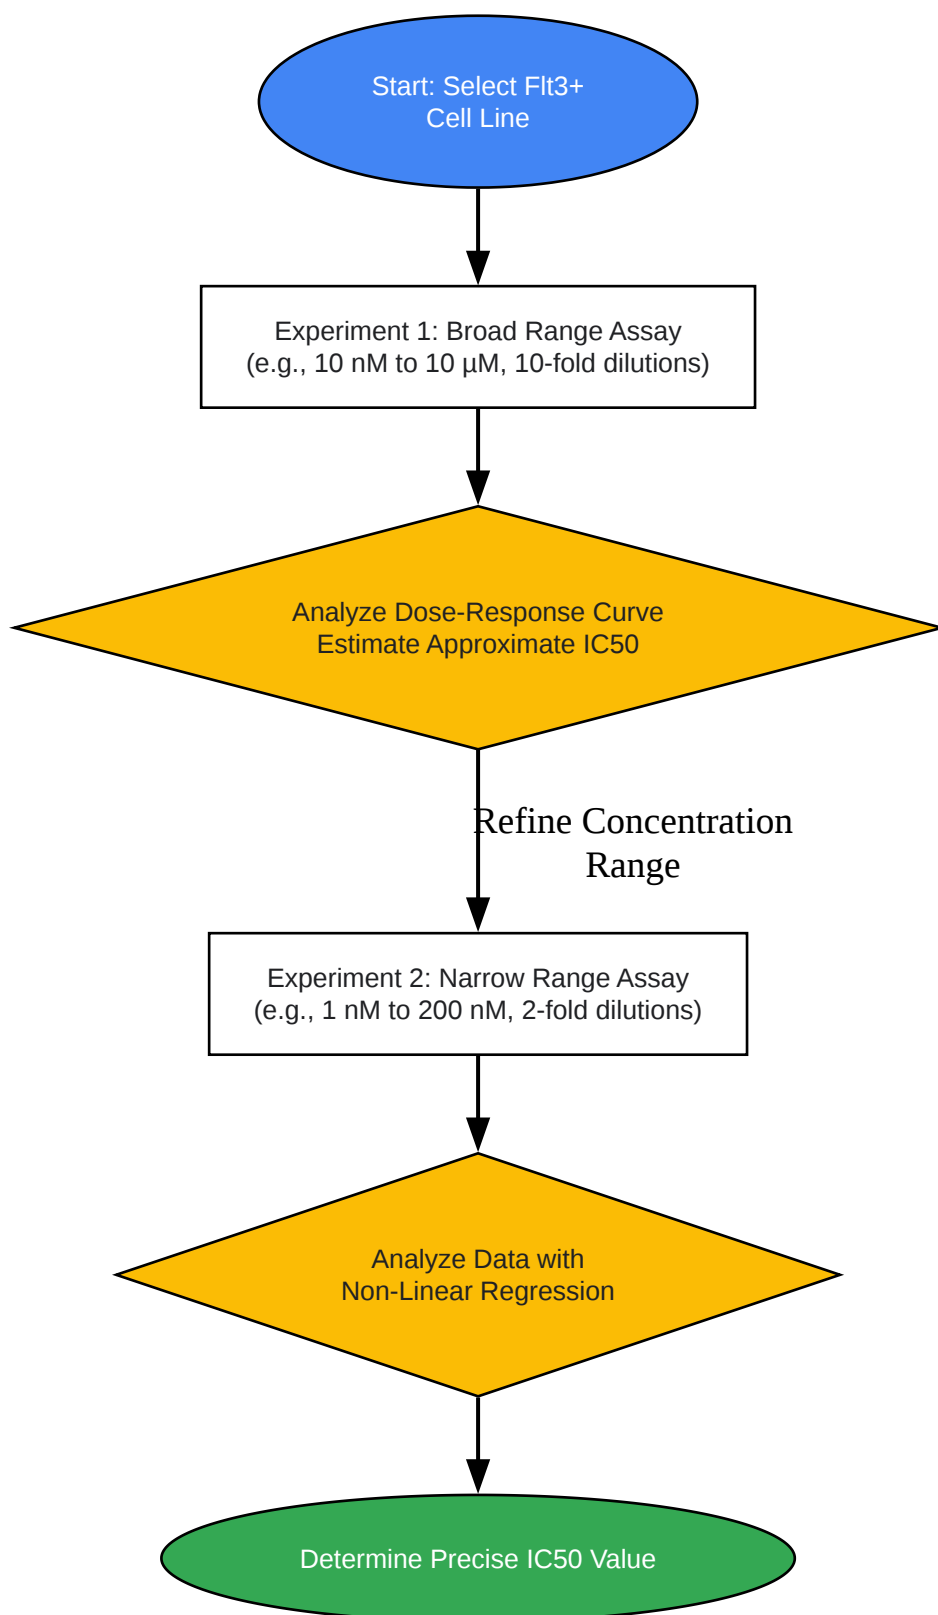 Start: Select Flt3+
Cell Line
Experiment 1: Broad Range Assay
(e.g., 10 nM to 10 µM, 10-fold dilutions)
Analyze Dose-Response Curve
Estimate Approximate IC50
Refine Concentration
Range
Experiment 2: Narrow Range Assay
(e.g., 1 nM to 200 nM, 2-fold dilutions)
Analyze Data with
Non-Linear Regression
Determine Precise IC50 Value